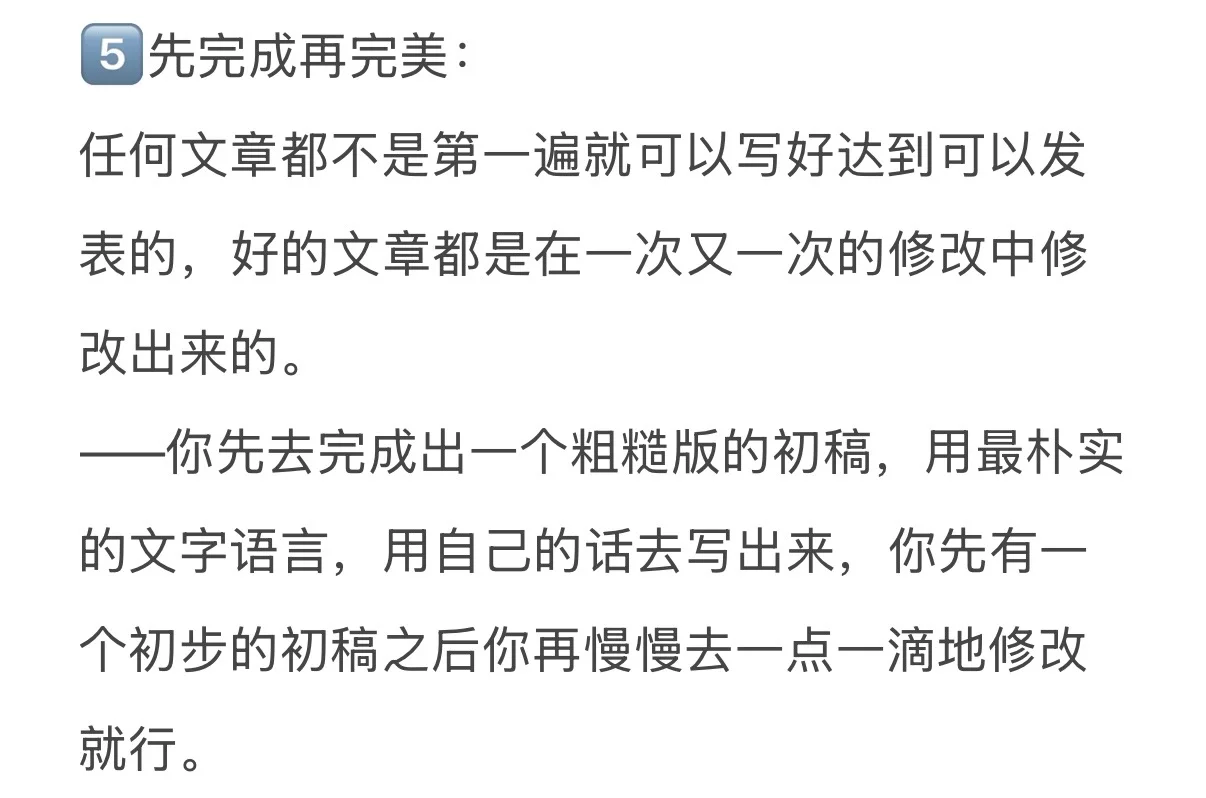 5️⃣先完成再完美：
任何文章都不是第一遍就可以写好达到可以发
表的，好的文章都是在一次又一次的修改中修
改出来的。
——你先去完成出一个粗糙版的初稿，用最朴实
的文字语言，用自己的话去写出来，你先有一
个初步的初稿之后你再慢慢去一点一滴地修改
就行。